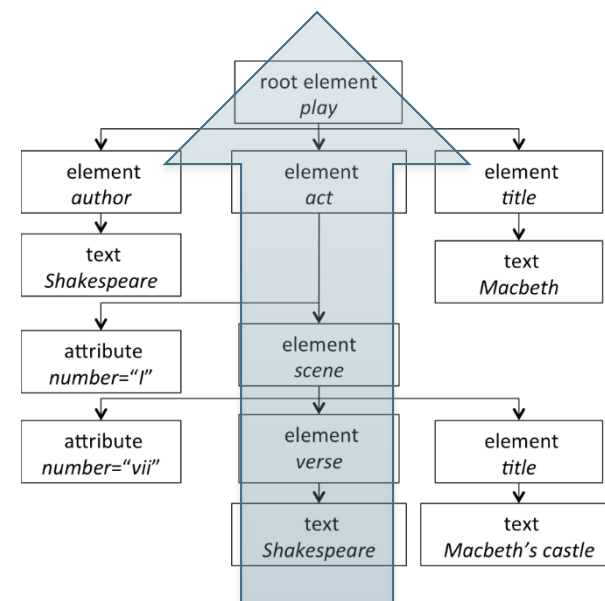 root element
play
element
author
element
act
element
title
text
Shakespeare
text
Macbeth
attribute
number=“I”
element
scene
attribute
number=“vii”
element
verse
element
title
text
Shakespeare
text
Macbeth’s castle